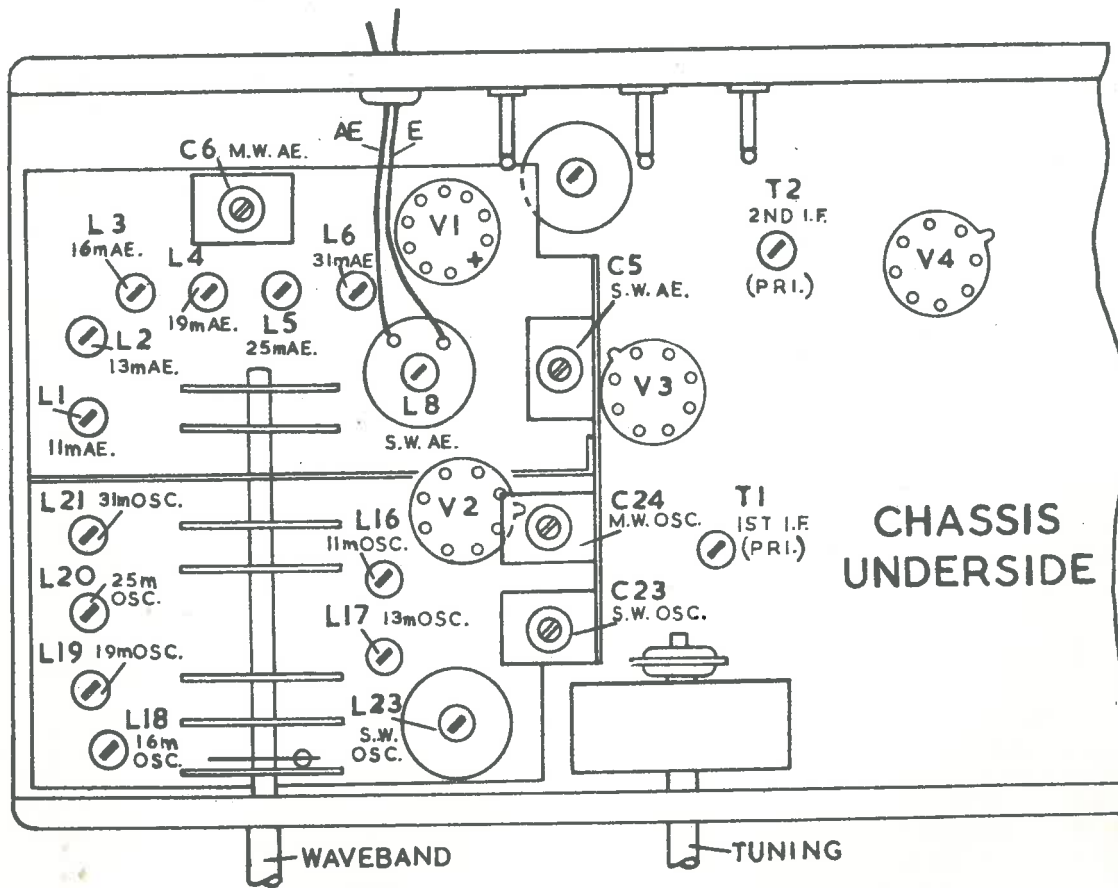 AE
E
C6 M.W. AE.
V1
T2
2ND I.F.
(PRI.)
V4
L3
16mAE.
L4
19mAE.
L6
31mAE
L5
25mAE.
C5
S.W. AE.
L2
13mAE.
V3
L8
S.W. AE.
L1
11mAE.
L21 31mOSC.
V2
L16
11mOSC.
C24
M.W. OSC.
T1
1ST I.F.
(PRI.)
CHASSIS
UNDERSIDE
L20
25m
OSC.
C23
S.W. OSC.
L17 13mOSC.
L19 19mOSC.
L18
16m
OSC.
L23
S.W.
OSC.
WAVEBAND
TUNING